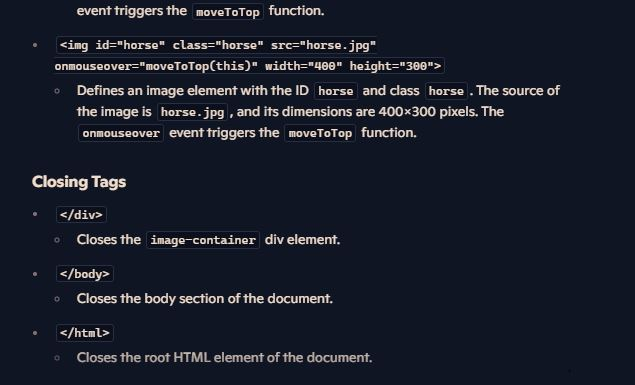 event triggers the moveToTop function.
<img id="horse" class="horse" src="horse.jpg"
onmouseover="moveToTop(this)" width="400" height="300">
Defines an image element with the ID horse and class horse. The source of
the image is horse.jpg, and its dimensions are 400×300 pixels. The
onmouseover event triggers the moveToTop function.
Closing Tags
</div>
Closes the image-container div element.
</body>
Closes the body section of the document.
</html>
Closes the root HTML element of the document.